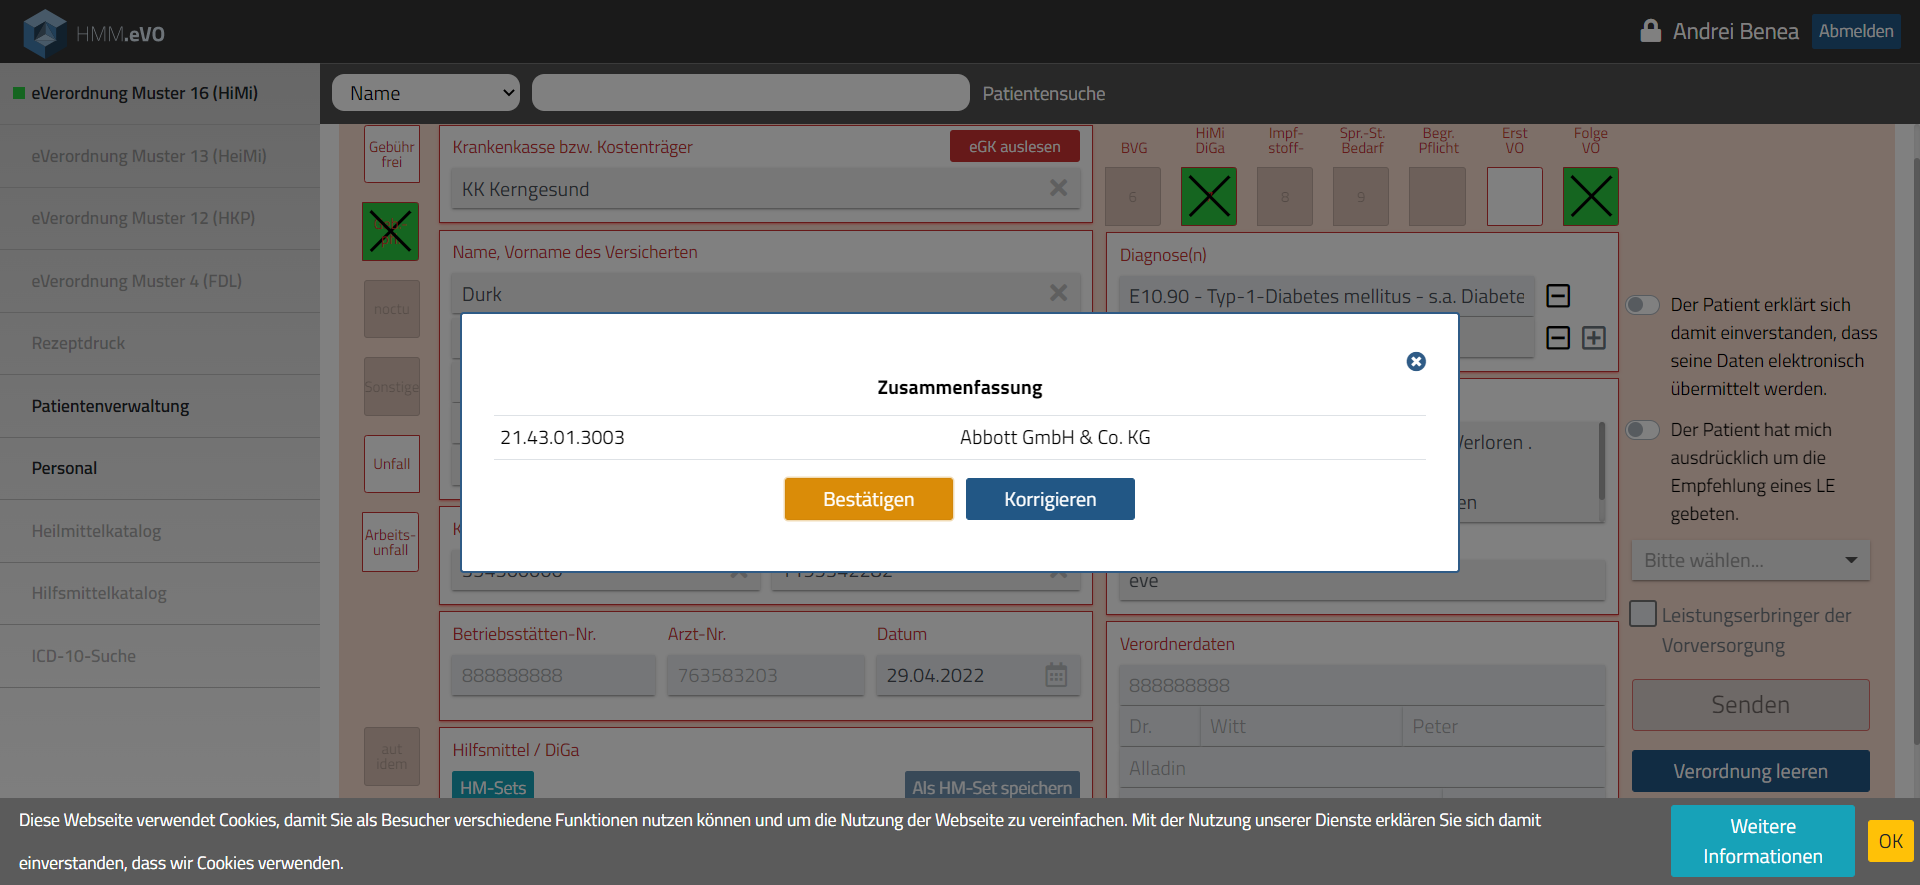 HMM.eVO
Andrei Benea
Abmelden
eVerordnung Muster 16 (HiMi)
eVerordnung Muster 13 (HeiMi)
eVerordnung Muster 12 (HKP)
eVerordnung Muster 4 (FDL)
Rezeptdruck
Patientenverwaltung
Personal
Heilmittelkatalog
Hilfsmittelkatalog
ICD-10-Suche
Name
Patientensuche
Gebühr
frei
noctu
Sonstige
Unfall
Arbeits-
unfall
aut
idem
Krankenkasse bzw. Kostenträger
eGK auslesen
KK Kerngesund
Name, Vorname des Versicherten
Durk
BVG
HiMi
DiGa
Impf-
stoff-
Spr.-St.
Bedarf
Begr.
Pflicht
Erst
VO
Folge
VO
6
8
9
Diagnose(n)
E10.90 - Typ-1-Diabetes mellitus - s.a. Diabete
Zusammenfassung
21.43.01.3003
Abbott GmbH & Co. KG
Bestätigen
Korrigieren
Verloren .
en
eve
Betriebsstätten-Nr.
Arzt-Nr.
Datum
888888888
763583203
29.04.2022
Hilfsmittel / DiGa
HM-Sets
Als HM-Set speichern
Verordnerdaten
888888888
Dr.
Witt
Peter
Alladin
Der Patient erklärt sich
damit einverstanden, dass
seine Daten elektronisch
übermittelt werden.
Der Patient hat mich
ausdrücklich um die
Empfehlung eines LE
gebeten.
Bitte wählen...
Leistungserbringer der
Vorversorgung
Senden
Verordnung leeren
Diese Webseite verwendet Cookies, damit Sie als Besucher verschiedene Funktionen nutzen können und um die Nutzung der Webseite zu vereinfachen. Mit der Nutzung unserer Dienste erklären Sie sich damit
einverstanden, dass wir Cookies verwenden.
Weitere
Informationen
OK